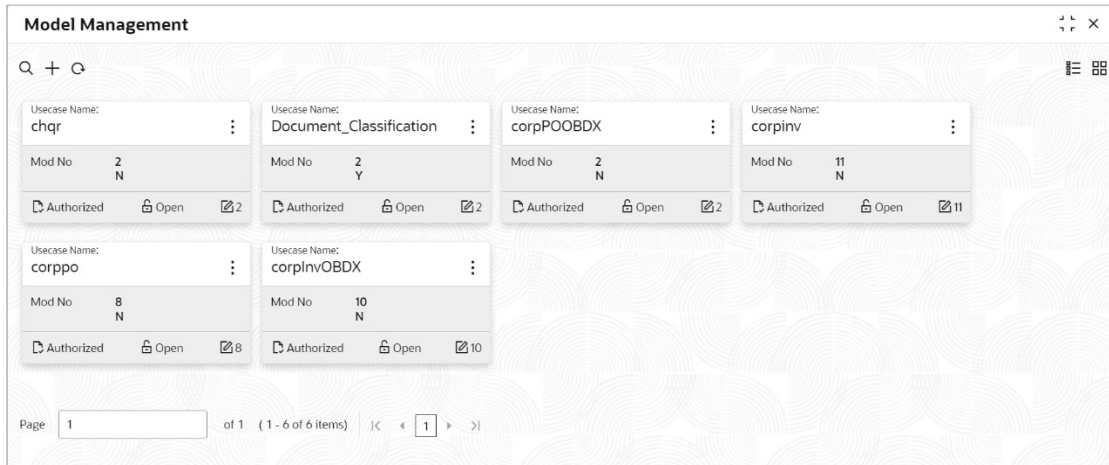 Model Management
Usecase Name:
chqr
Mod No 2
N
Authorized Open 2
Usecase Name:
Document_Classification
Mod No 2
Y
Authorized Open 2
Usecase Name:
corpPOOBDX
Mod No 2
N
Authorized Open 2
Usecase Name:
corpinv
Mod No 11
N
Authorized Open 11
Usecase Name:
corppo
Mod No 8
N
Authorized Open 8
Usecase Name:
corpInvOBDX
Mod No 10
N
Authorized Open 10
Page 1 of 1 ( 1 - 6 of 6 items) 1